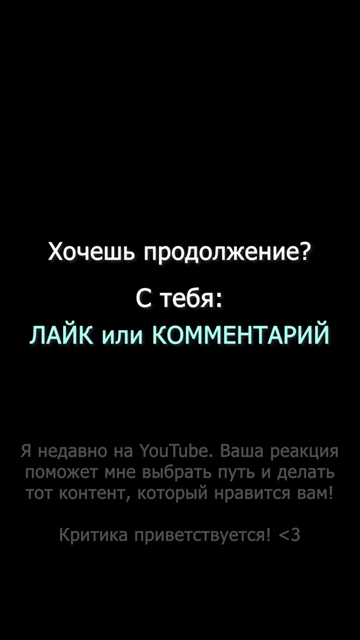 Хочешь продолжение?
С тебя:
ЛАЙК или КОММЕНТАРИЙ
Я недавно на YouTube. Ваша реакция
поможет мне выбрать путь и делать
тот контент, который нравится вам!
Критика приветствуется! <3